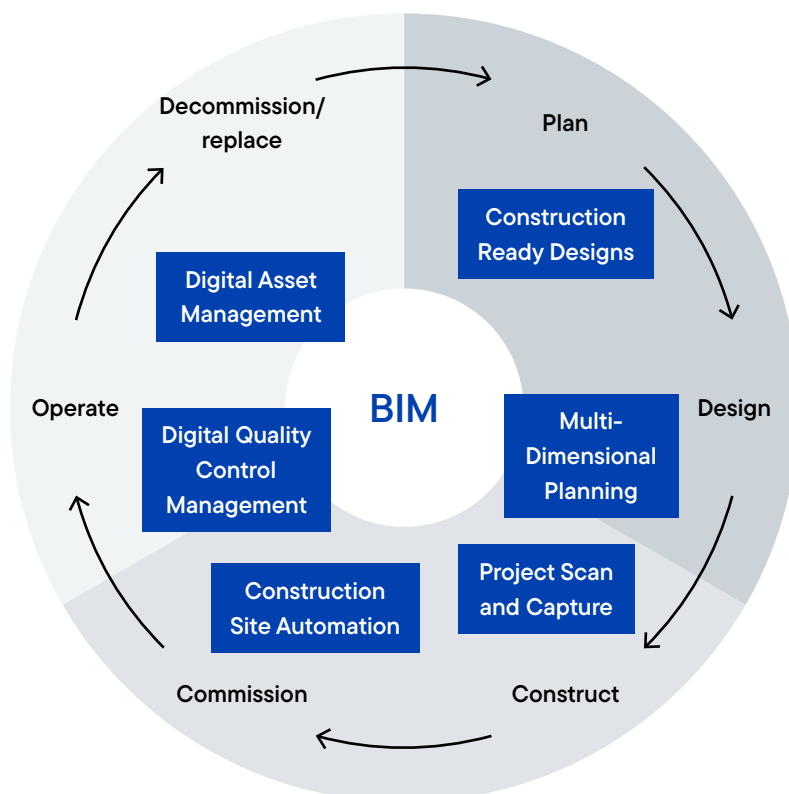 Decommission/
replace
Plan
Construction
Ready Designs
Digital Asset
Management
BIM
Operate
Design
Multi-
Dimensional
Planning
Digital Quality
Control
Management
Project Scan
and Capture
Construction
Site Automation
Commission
Construct